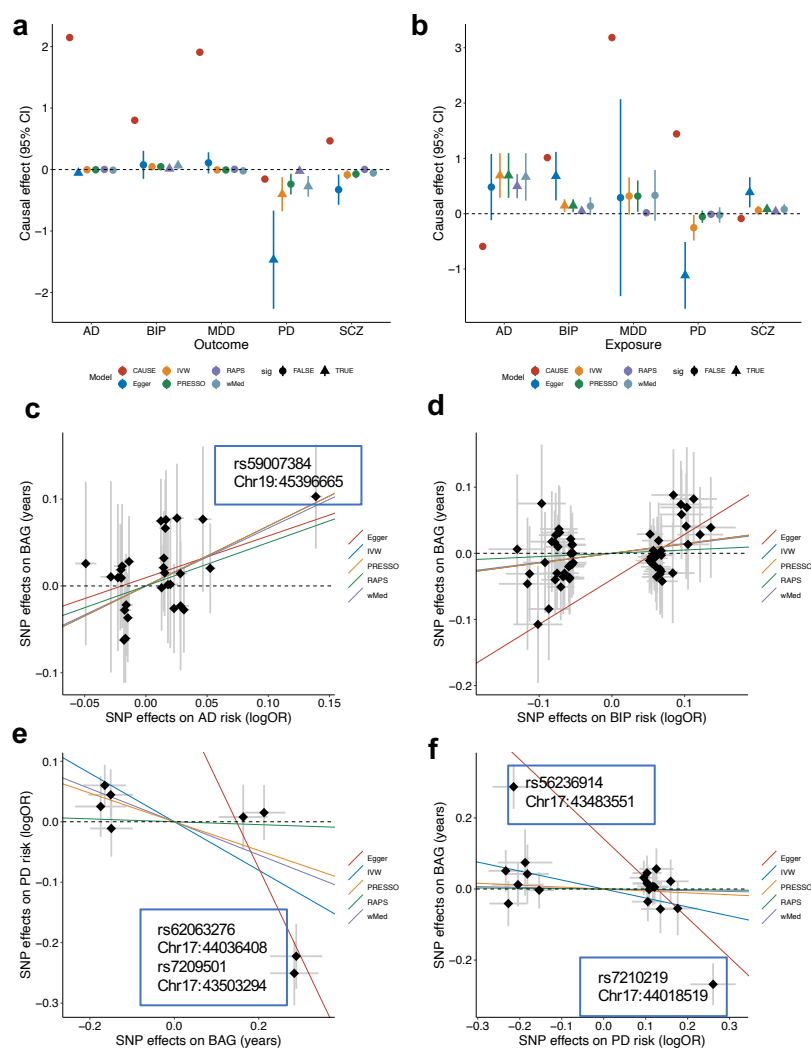 a
Causal effect (95% CI)
2
1
0
−1
−2
AD
BIP
MDD
PD
SCZ
Outcome
Model
CAUSE
IVW
RAPS
Egger
PRESSO
wMed
sig
FALSE
TRUE
b
Causal effect (95% CI)
3
2
1
0
−1
AD
BIP
MDD
PD
SCZ
Exposure
Model
CAUSE
IVW
RAPS
Egger
PRESSO
wMed
sig
FALSE
TRUE
c
SNP effects on BAG (years)
0.1
0.0
−0.1
rs59007384
Chr19:45396665
−0.05
0.00
0.05
0.10
0.15
SNP effects on AD risk (logOR)
Egger
IVW
PRESSO
RAPS
wMed
d
SNP effects on BAG (years)
0.2
0.1
0.0
−0.1
−0.2
−0.1
0.0
0.1
SNP effects on BIP risk (logOR)
Egger
IVW
PRESSO
RAPS
wMed
e
SNP effects on PD risk (logOR)
0.1
0.0
−0.1
−0.2
−0.3
rs62063276
Chr17:44036408
rs7209501
Chr17:43503294
−0.2
0.0
0.2
SNP effects on BAG (years)
Egger
IVW
PRESSO
RAPS
wMed
f
SNP effects on BAG (years)
0.2
0.0
−0.2
rs56236914
Chr17:43483551
rs7210219
Chr17:44018519
−0.3
−0.2
−0.1
0.0
0.1
0.2
0.3
SNP effects on PD risk (logOR)
Egger
IVW
PRESSO
RAPS
wMed